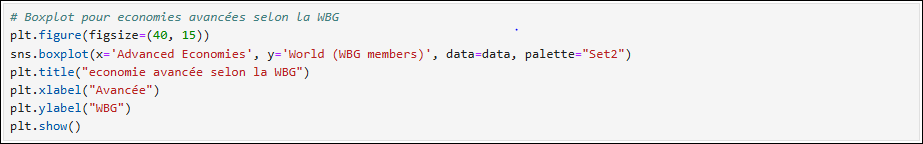 # Boxplot pour economies avancées selon la WBG
plt.figure(figsize=(40, 15))
sns.boxplot(x='Advanced Economies', y='World (WBG members)', data=data, palette="Set2")
plt.title("economie avancée selon la WBG")
plt.xlabel("Avancée")
plt.ylabel("WBG")
plt.show()